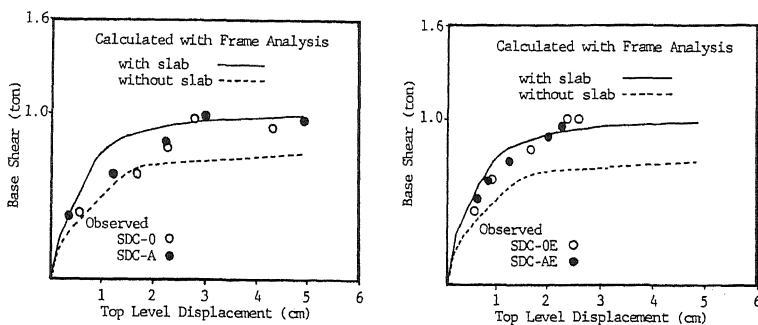 1.6
Calculated with Frame Analysis
with slab
without slab
1.0
Base Shear (ton)
Observed
SDC-0
SDC-A
1 2 3 4 5 6
Top Level Displacement (cm)
1.6
Calculated with Frame Analysis
with slab
without slab
1.0
Base Shear (ton)
Observed
SDC-0E
SDC-AE
0 1 2 3 4 5 6
Top Level Displacement (cm)